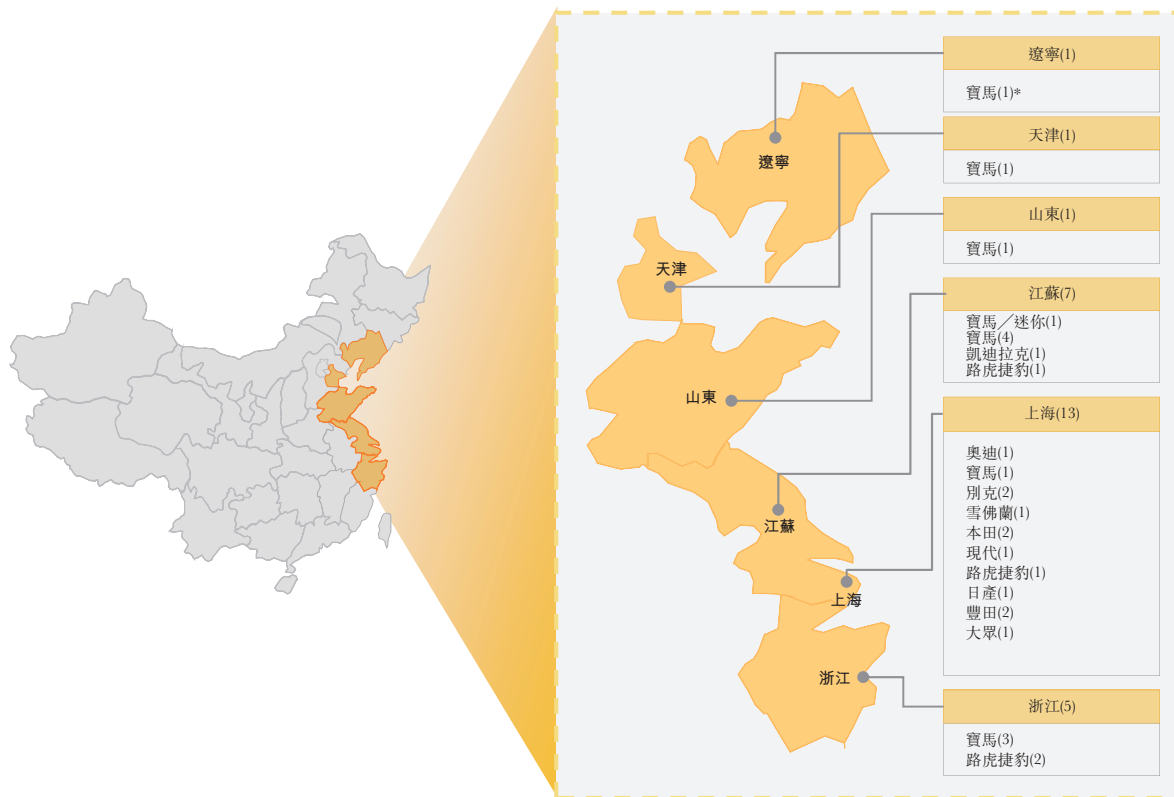 遼寧(1)
寶馬(1)*
天津(1)
寶馬(1)
山東(1)
寶馬(1)
江蘇(7)
寶馬／迷你(1)
寶馬(4)
凱迪拉克(1)
路虎捷豹(1)
上海(13)
奧迪(1)
寶馬(1)
別克(2)
雪佛蘭(1)
本田(2)
現代(1)
路虎捷豹(1)
日產(1)
豐田(2)
大眾(1)
浙江(5)
寶馬(3)
路虎捷豹(2)
遼寧
天津
山東
江蘇
上海
浙江